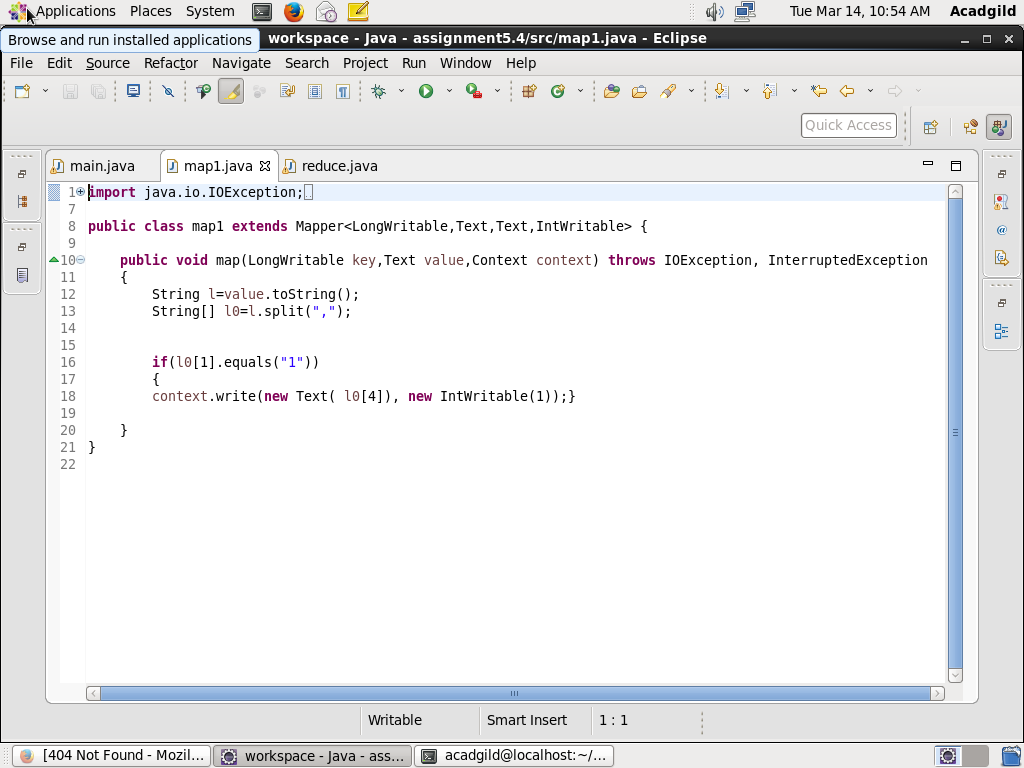 Applications Places System Tue Mar 14, 10:54 AM Acadgild
Browse and run installed applications
workspace - Java - assignment5.4/src/map1.java - Eclipse
File Edit Source Refactor Navigate Search Project Run Window Help
Quick Access
main.java map1.java reduce.java
1 import java.io.IOException;
7
8 public class map1 extends Mapper<LongWritable,Text,Text,IntWritable> {
9
10 public void map(LongWritable key,Text value,Context context) throws IOException, InterruptedException
11 {
12 String l=value.toString();
13 String[] l0=l.split(",");
14
15
16 if(l0[1].equals("1"))
17 {
18 context.write(new Text( l0[4]), new IntWritable(1));}
19
20 }
21 }
22
Writable Smart Insert 1 : 1
[404 Not Found - Mozil... workspace - Java - ass... acadgild@localhost:~/...